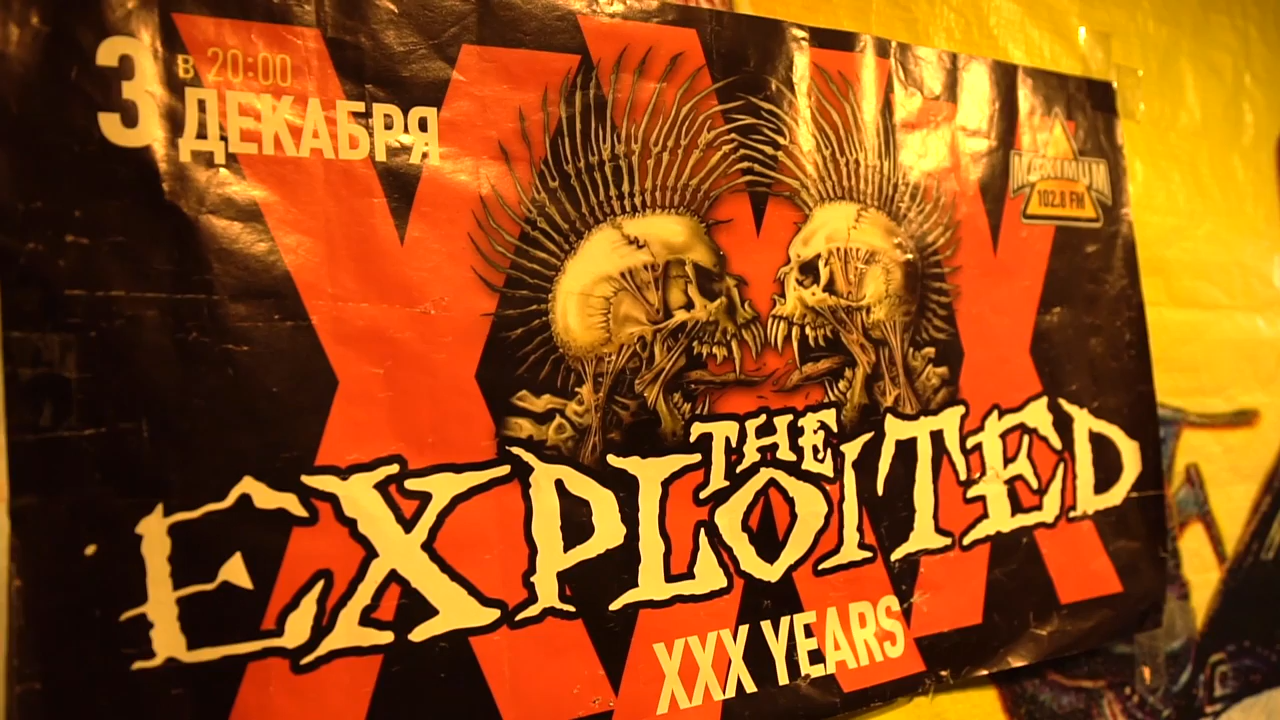 3 в 20:00
ДЕКАБРЯ
MAXIMUM
102.8 FM
THE
EXPLOITED
XXX YEARS